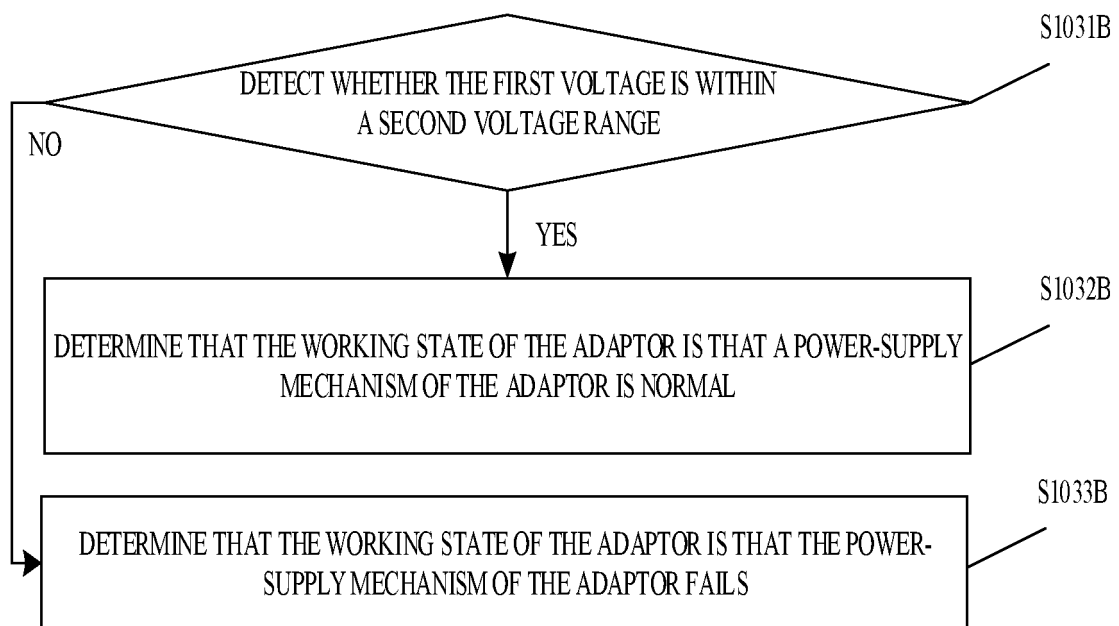 S1031B
DETECT WHETHER THE FIRST VOLTAGE IS WITHIN
A SECOND VOLTAGE RANGE
NO
YES
S1032B
DETERMINE THAT THE WORKING STATE OF THE ADAPTOR IS THAT A POWER-SUPPLY
MECHANISM OF THE ADAPTOR IS NORMAL
S1033B
DETERMINE THAT THE WORKING STATE OF THE ADAPTOR IS THAT THE POWER-
SUPPLY MECHANISM OF THE ADAPTOR FAILS